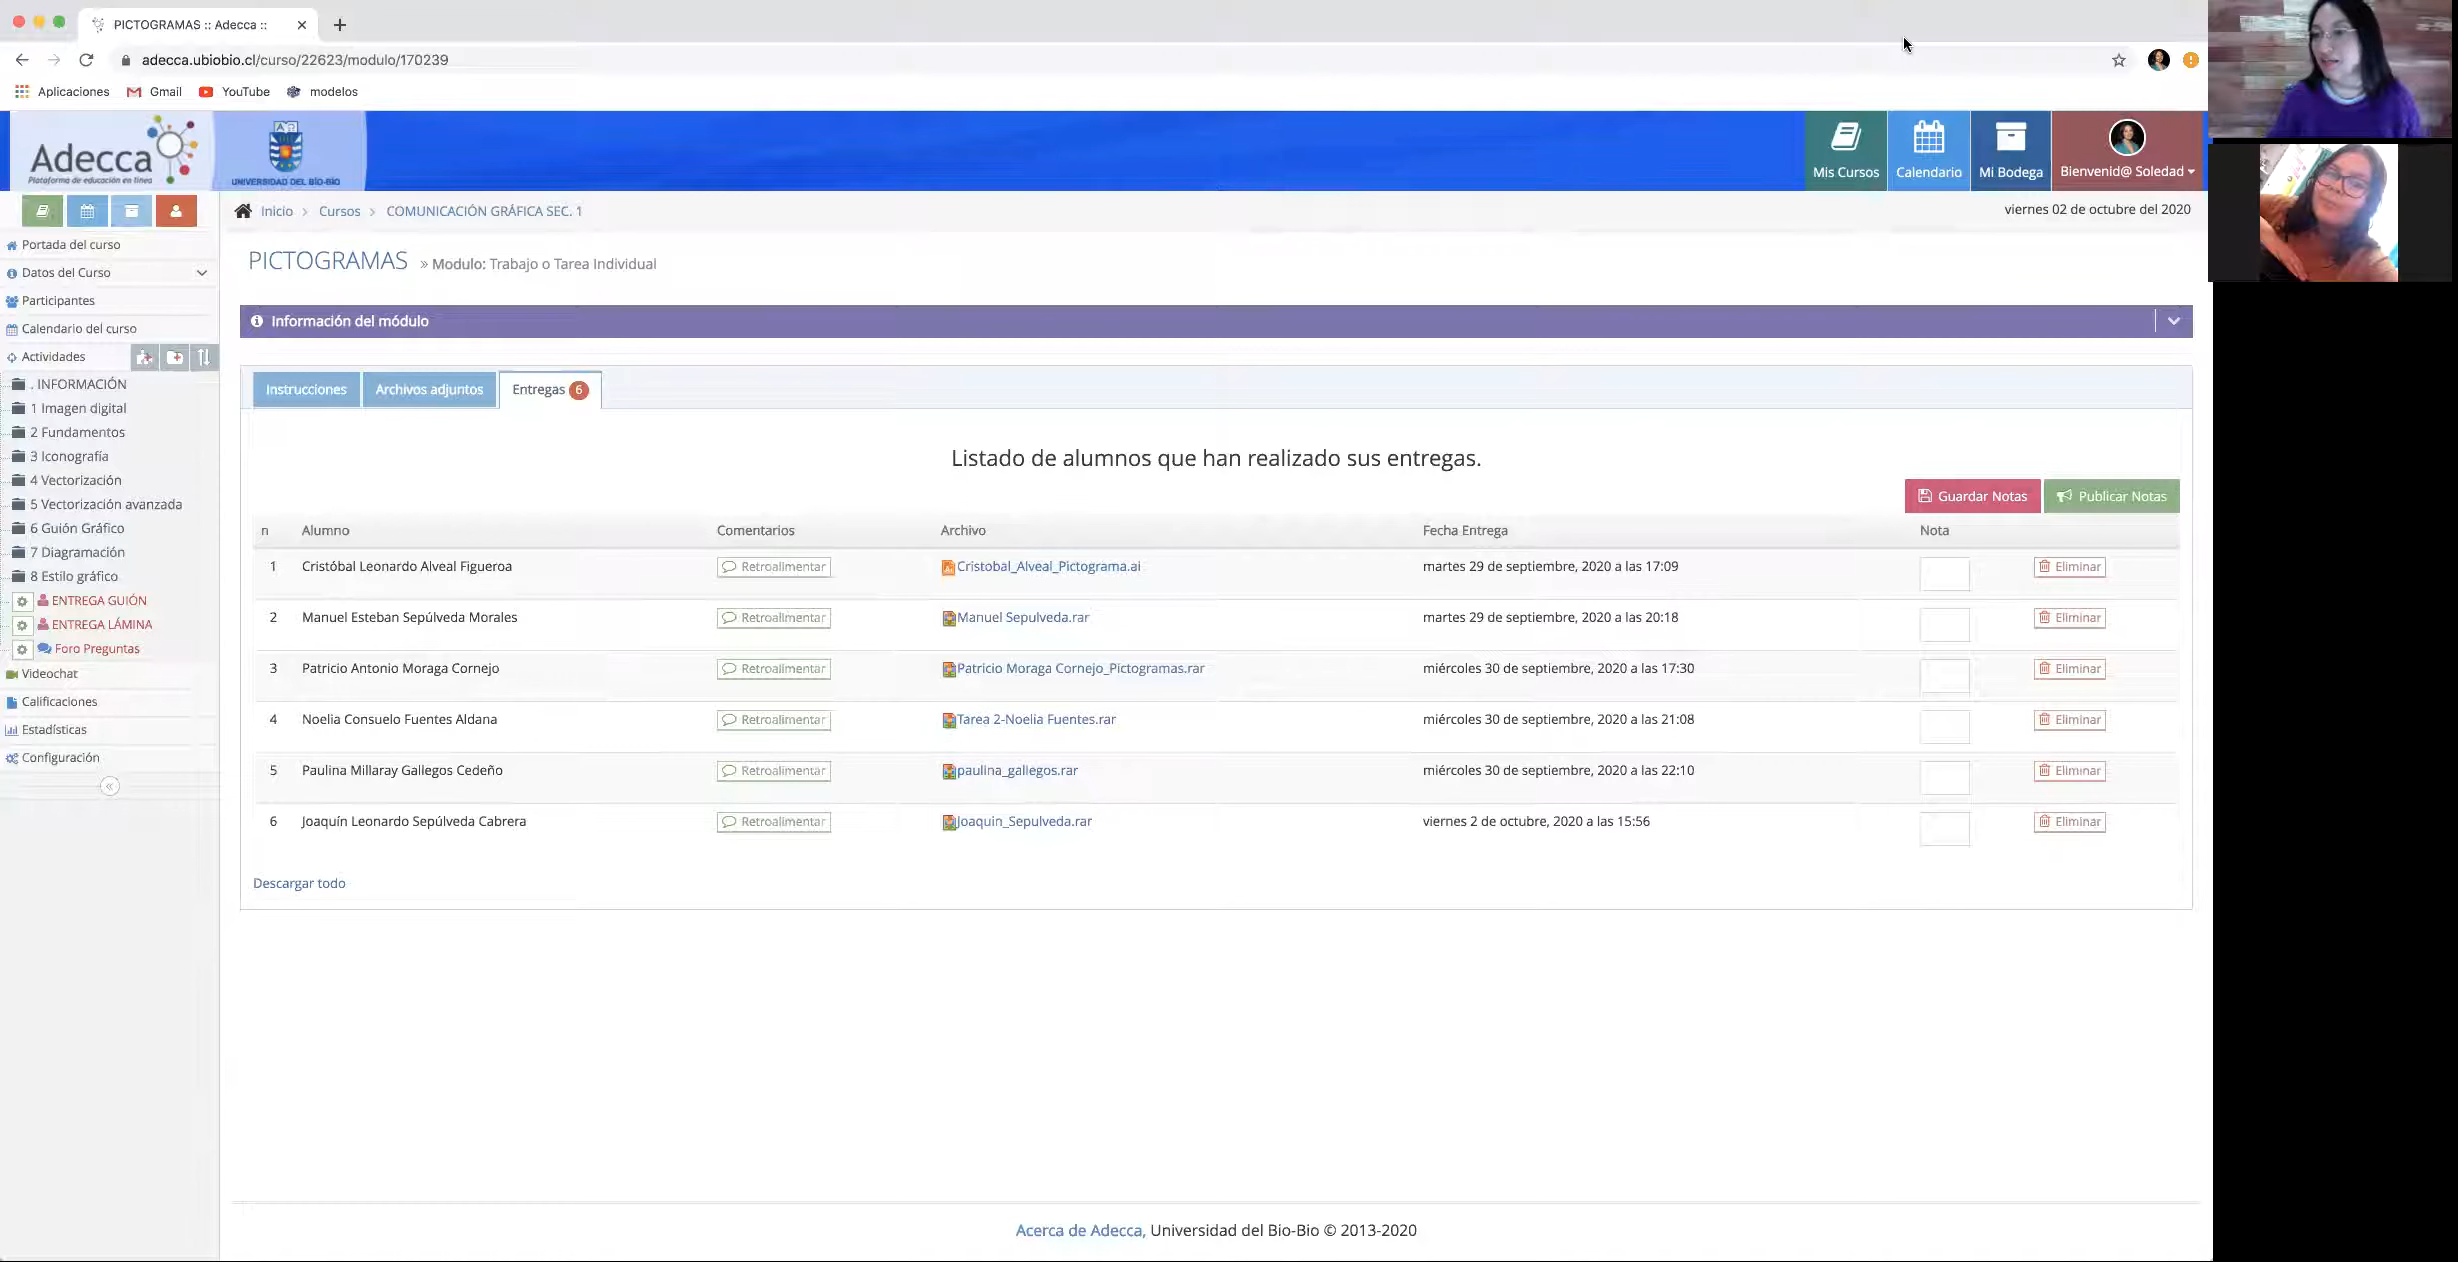 PICTOGRAMAS :: Adecca ::
adecca.ubiobio.cl/curso/22623/modulo/170239
Aplicaciones Gmail YouTube modelos
Adecca
Plataforma de educación en línea
UNIVERSIDAD DEL BÍO-BÍO
Mis Cursos Calendario Mi Bodega Bienvenid@ Soledad
Inicio > Cursos > COMUNICACIÓN GRÁFICA SEC. 1
viernes 02 de octubre del 2020
Portada del curso
Datos del Curso
Participantes
Calendario del curso
Actividades
. INFORMACIÓN
1 Imagen digital
2 Fundamentos
3 Iconografía
4 Vectorización
5 Vectorización avanzada
6 Guión Gráfico
7 Diagramación
8 Estilo gráfico
ENTREGA GUIÓN
ENTREGA LÁMINA
Foro Preguntas
Videochat
Calificaciones
Estadísticas
Configuración
PICTOGRAMAS » Modulo: Trabajo o Tarea Individual
Información del módulo
Instrucciones Archivos adjuntos Entregas 6
Listado de alumnos que han realizado sus entregas.
Guardar Notas Publicar Notas
n Alumno Comentarios Archivo Fecha Entrega Nota
1 Cristóbal Leonardo Alveal Figueroa Retroalimentar Cristobal_Alveal_Pictograma.ai martes 29 de septiembre, 2020 a las 17:09 Eliminar
2 Manuel Esteban Sepúlveda Morales Retroalimentar Manuel Sepulveda.rar martes 29 de septiembre, 2020 a las 20:18 Eliminar
3 Patricio Antonio Moraga Cornejo Retroalimentar Patricio Moraga Cornejo_Pictogramas.rar miércoles 30 de septiembre, 2020 a las 17:30 Eliminar
4 Noelia Consuelo Fuentes Aldana Retroalimentar Tarea 2-Noelia Fuentes.rar miércoles 30 de septiembre, 2020 a las 21:08 Eliminar
5 Paulina Millaray Gallegos Cedeño Retroalimentar paulina_gallegos.rar miércoles 30 de septiembre, 2020 a las 22:10 Eliminar
6 Joaquín Leonardo Sepúlveda Cabrera Retroalimentar Joaquin_Sepulveda.rar viernes 2 de octubre, 2020 a las 15:56 Eliminar
Descargar todo
Acerca de Adecca, Universidad del Bio-Bio © 2013-2020